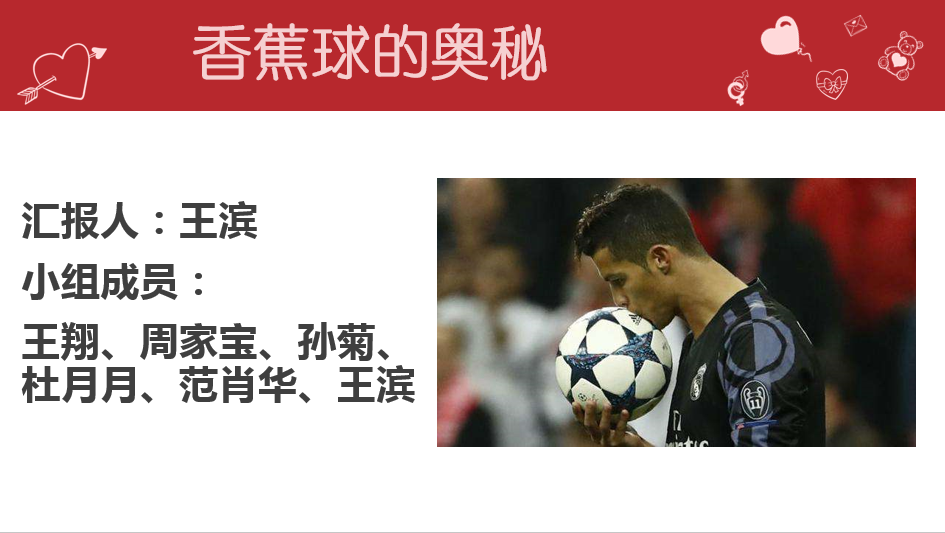 香蕉球的奥秘
汇报人：王滨
小组成员：
王翔、周家宝、孙菊、
杜月月、范肖华、王滨